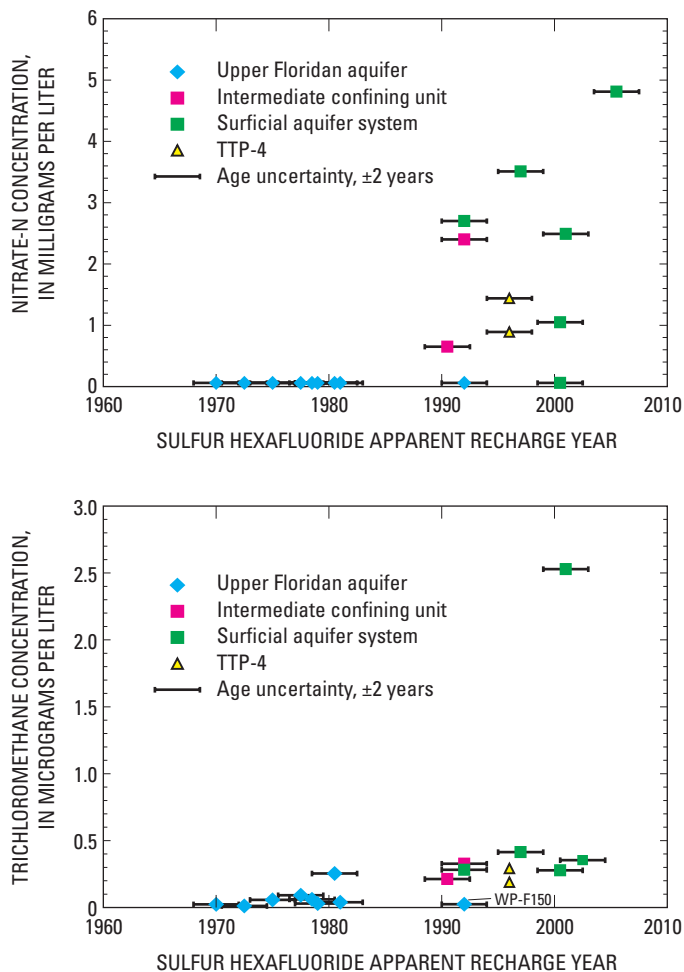 NITRATE-N CONCENTRATION,
IN MILLIGRAMS PER LITER
6
5
4
3
2
1
0
Upper Floridan aquifer
Intermediate confining unit
Surficial aquifer system
TTP-4
Age uncertainty, ±2 years
1960 1970 1980 1990 2000 2010
SULFUR HEXAFLUORIDE APPARENT RECHARGE YEAR
TRICHLOROMETHANE CONCENTRATION,
IN MICROGRAMS PER LITER
3.0
2.5
2.0
1.5
1.0
0.5
0
Upper Floridan aquifer
Intermediate confining unit
Surficial aquifer system
TTP-4
Age uncertainty, ±2 years
WP-F150
1960 1970 1980 1990 2000 2010
SULFUR HEXAFLUORIDE APPARENT RECHARGE YEAR